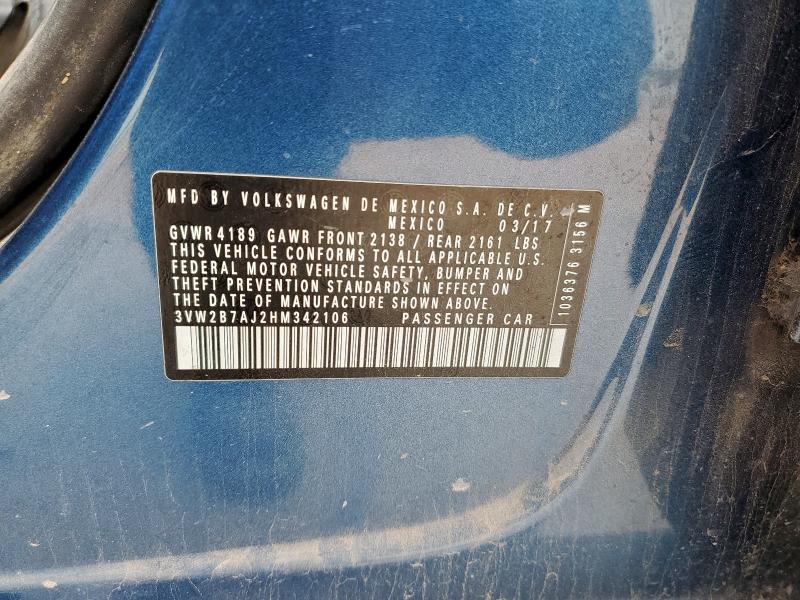 MFD BY VOLKSWAGEN DE MEXICO S.A. DE C.V.
MEXICO 03/17
GVWR 4189 GAWR FRONT 2138 / REAR 2161 LBS
THIS VEHICLE CONFORMS TO ALL APPLICABLE U.S.
FEDERAL MOTOR VEHICLE SAFETY, BUMPER AND
THEFT PREVENTION STANDARDS IN EFFECT ON
THE DATE OF MANUFACTURE SHOWN ABOVE.
3VW2B7AJ2HM342106 PASSENGER CAR
1036376 3156 M